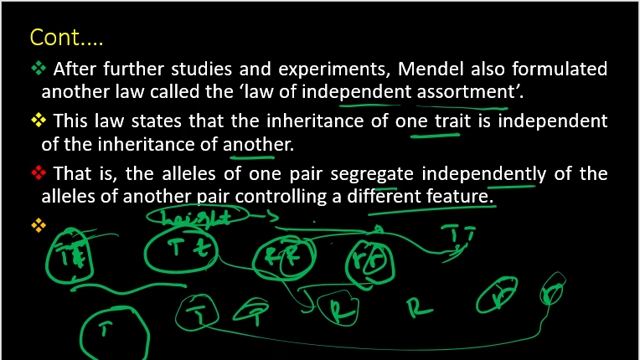 Cont....
After further studies and experiments, Mendel also formulated
another law called the ‘law of independent assortment’.
This law states that the inheritance of one trait is independent
of the inheritance of another.
That is, the alleles of one pair segregate independently of the
alleles of another pair controlling a different feature.
height
T t R R r r T T
T T R R r r
T